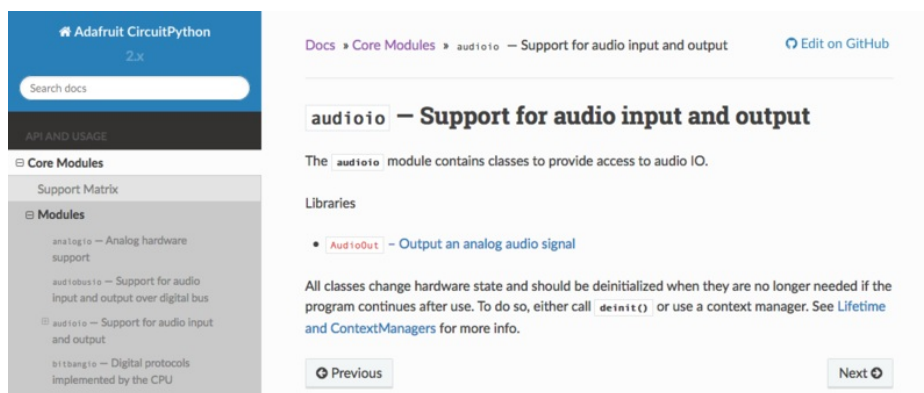 Adafruit CircuitPython
2.x
Search docs
API AND USAGE
Core Modules
Support Matrix
Modules
analogio — Analog hardware
support
audiobusio — Support for audio
input and output over digital bus
audioio — Support for audio input
and output
bitbangio — Digital protocols
implemented by the CPU
Docs » Core Modules » audioio — Support for audio input and output
Edit on GitHub
audioio — Support for audio input and output
The audioio module contains classes to provide access to audio IO.
Libraries
• AudioOut – Output an analog audio signal
All classes change hardware state and should be deinitialized when they are no longer needed if the
program continues after use. To do so, either call deinit() or use a context manager. See Lifetime
and ContextManagers for more info.
Previous
Next